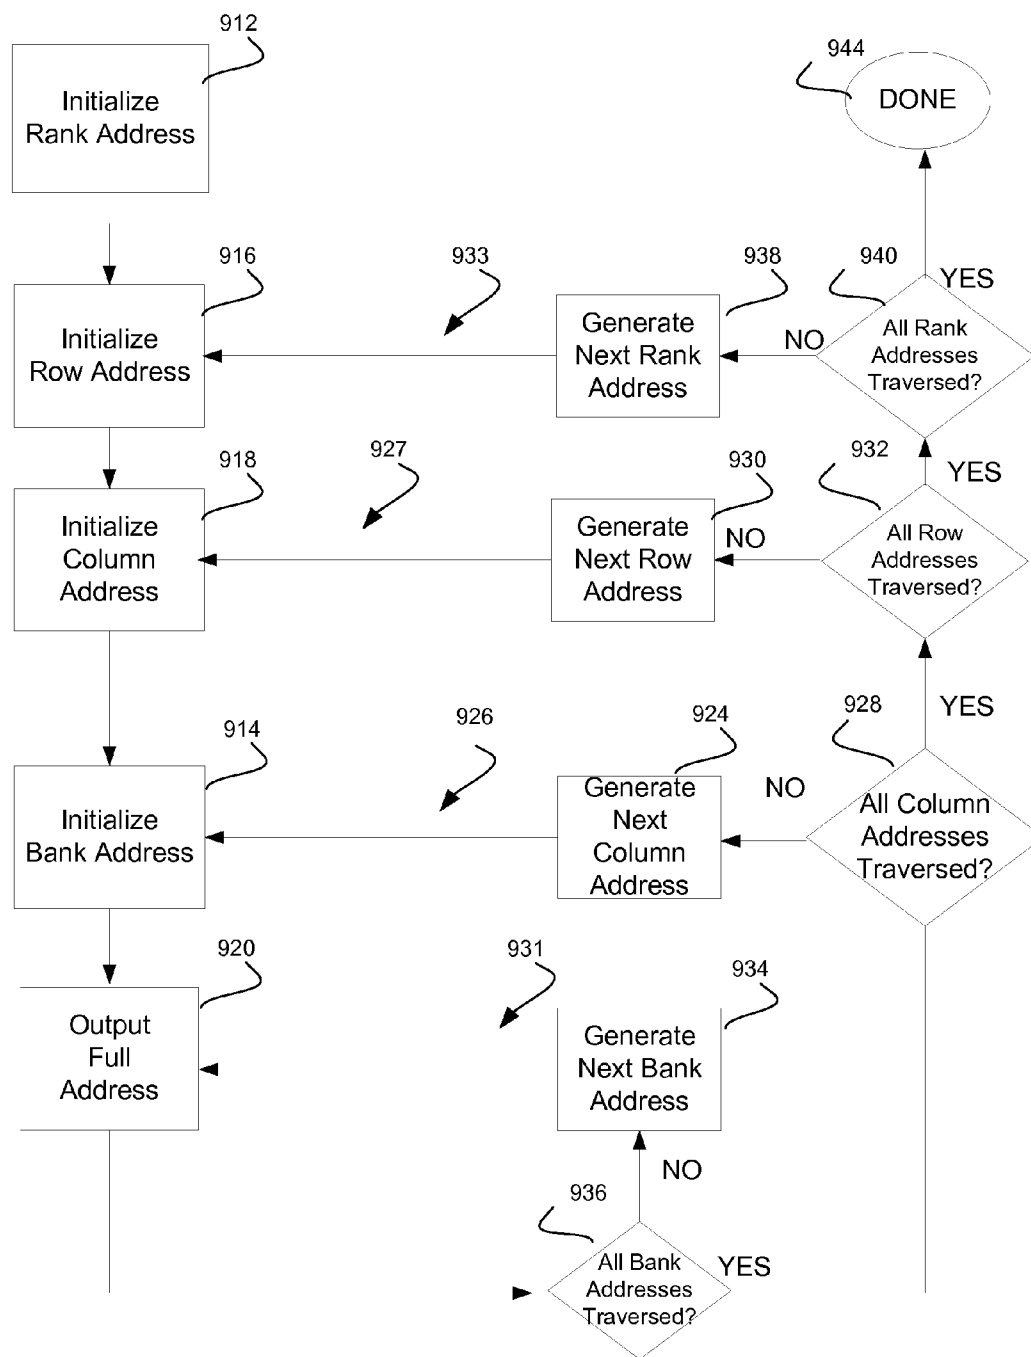 912
Initialize
Rank Address
944
DONE
916
Initialize
Row Address
933
938
Generate
Next Rank
Address
NO
940
YES
All Rank
Addresses
Traversed?
918
Initialize
Column
Address
927
930
Generate
Next Row
Address
NO
932
YES
All Row
Addresses
Traversed?
914
Initialize
Bank Address
926
924
Generate
Next
Column
Address
NO
928
YES
All Column
Addresses
Traversed?
920
Output
Full
Address
931
934
Generate
Next Bank
Address
NO
936
All Bank
Addresses
Traversed?
YES